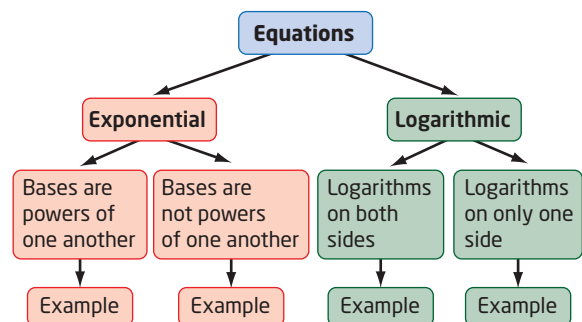 Equations
Exponential
Logarithmic
Bases are
powers of
one another
Bases are
not powers
of one another
Logarithms
on both
sides
Logarithms
on only one
side
Example
Example
Example
Example